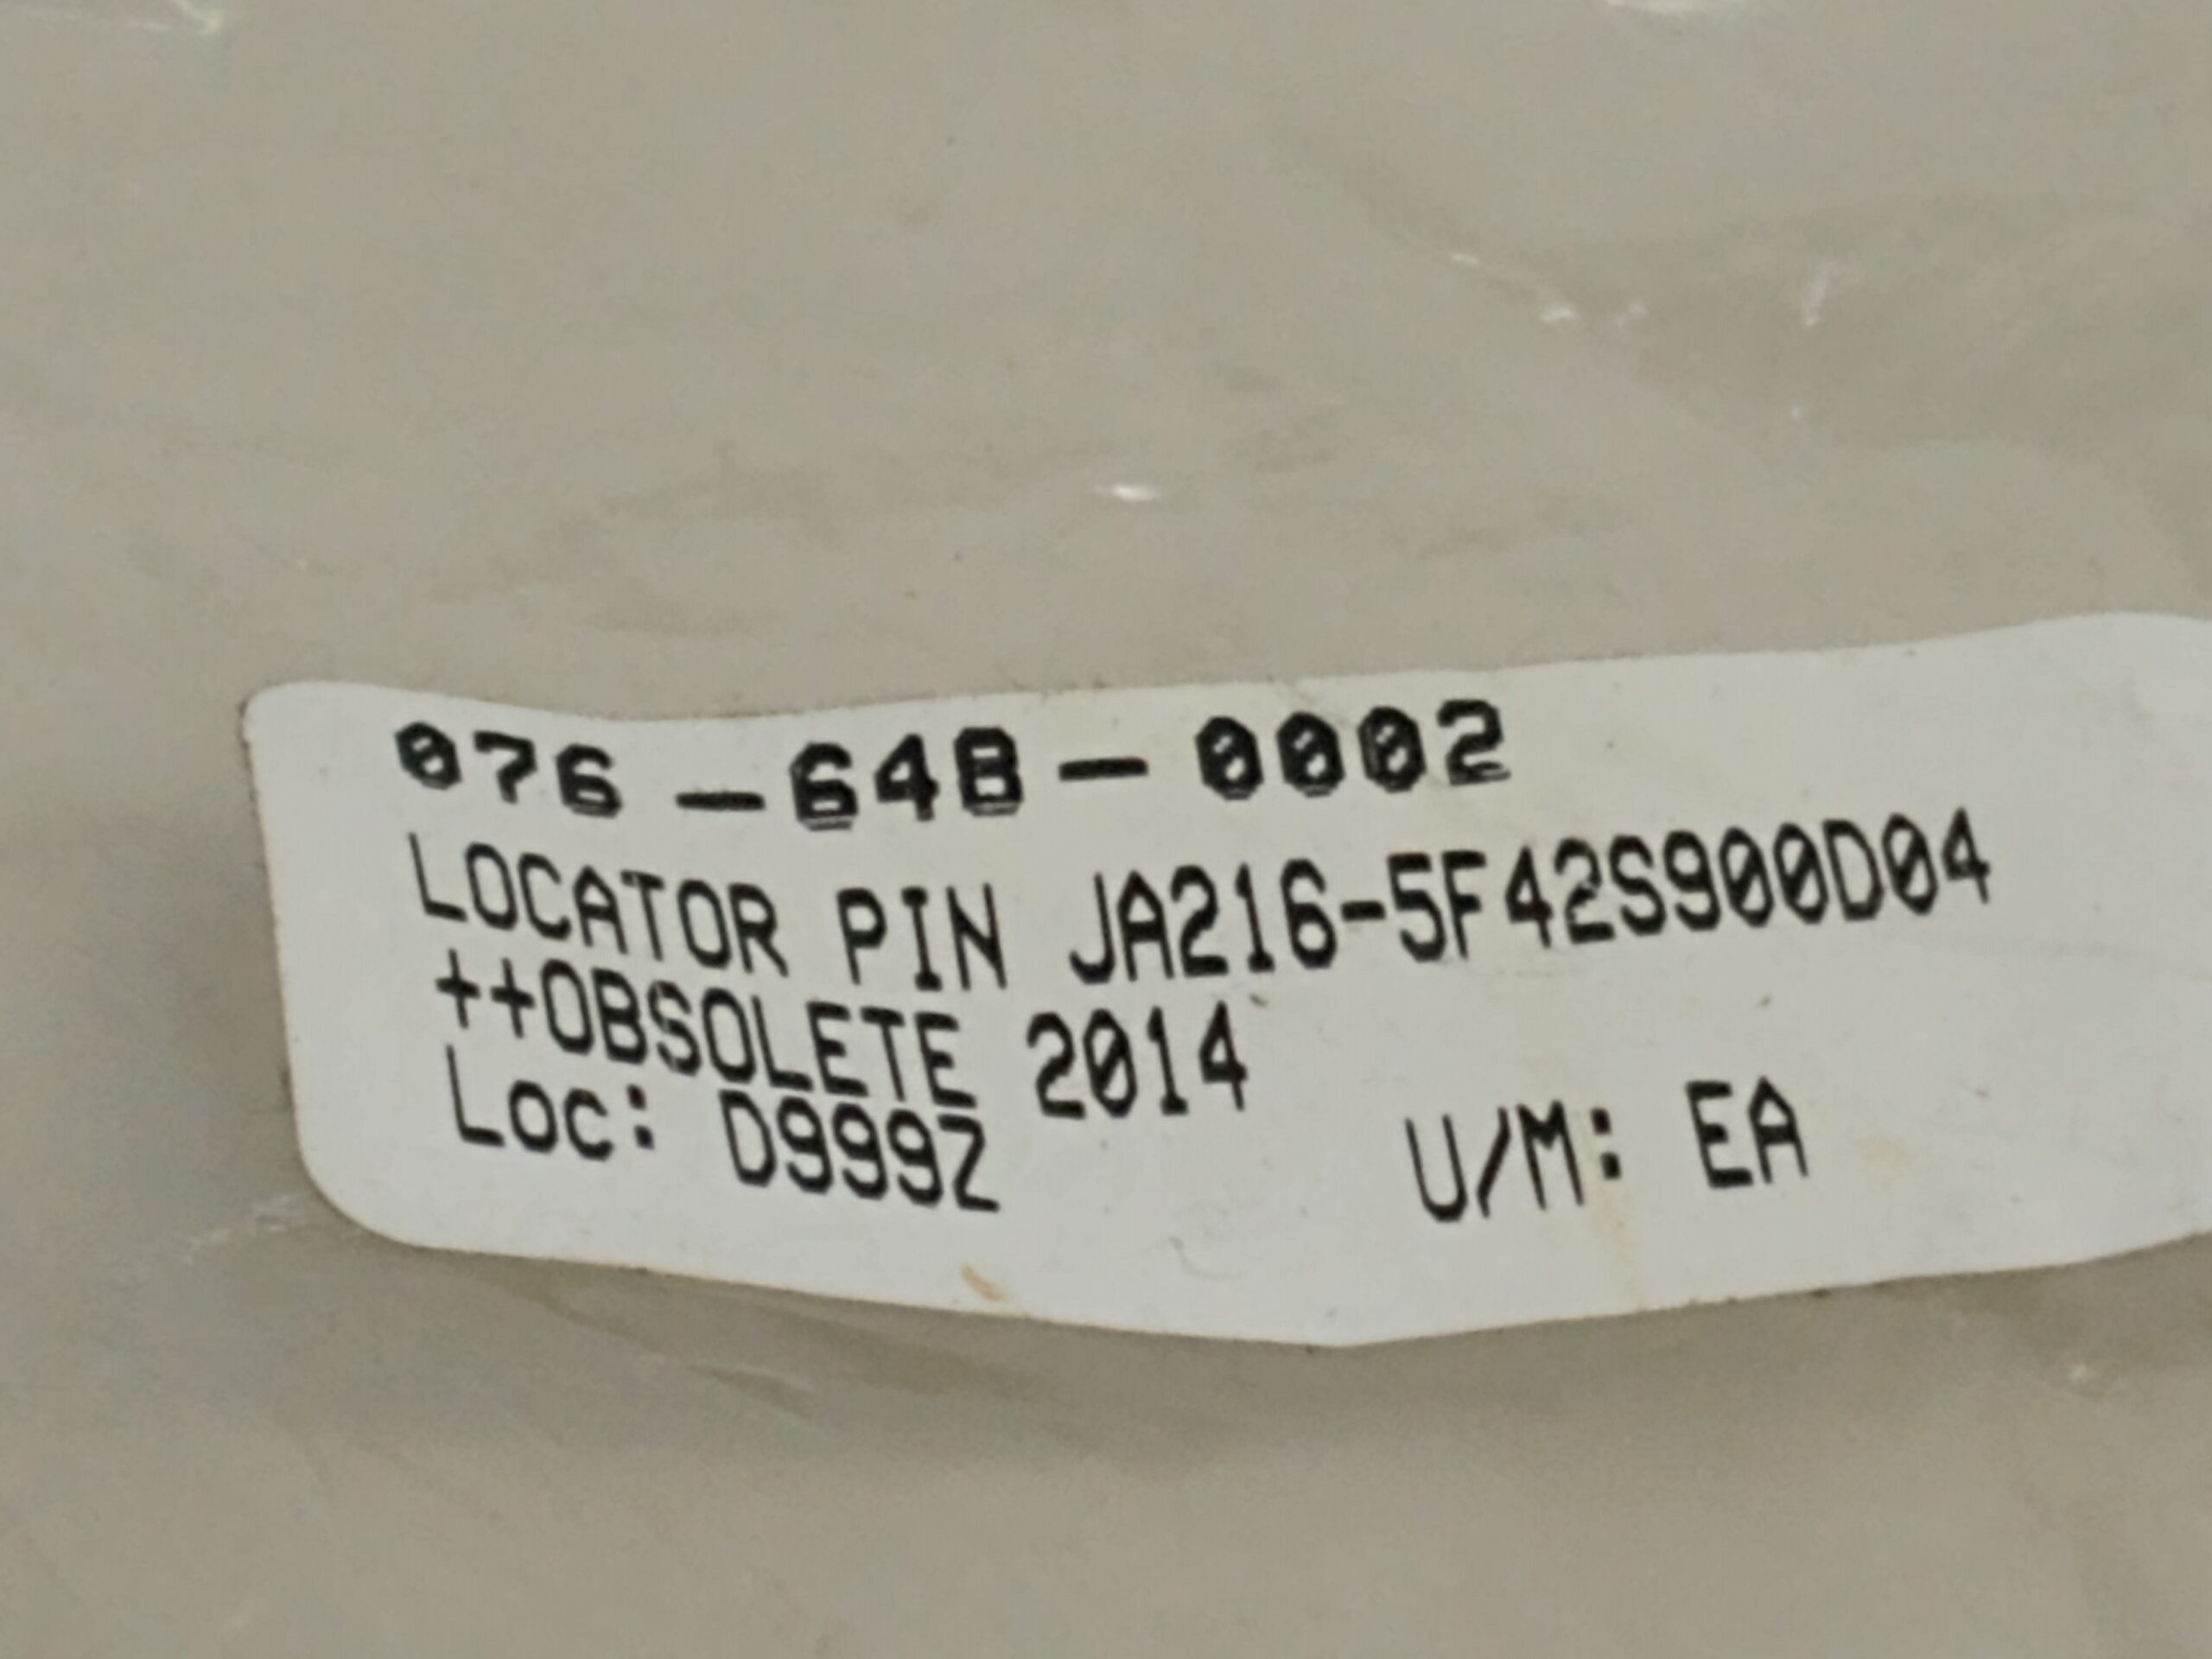 076-648-0002
LOCATOR PIN JA216-5F42S900D04
++OBSOLETE 2014
Loc: D999Z U/M: EA